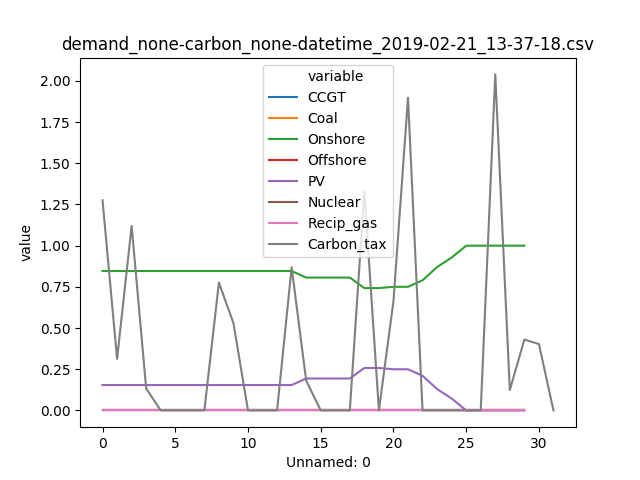 demand_none-carbon_none-datetime_2019-02-21_13-37-18.csv
variable
CCGT
Coal
Onshore
Offshore
PV
Nuclear
Recip_gas
Carbon_tax
value
2.00
1.75
1.50
1.25
1.00
0.75
0.50
0.25
0.00
0 5 10 15 20 25 30
Unnamed: 0